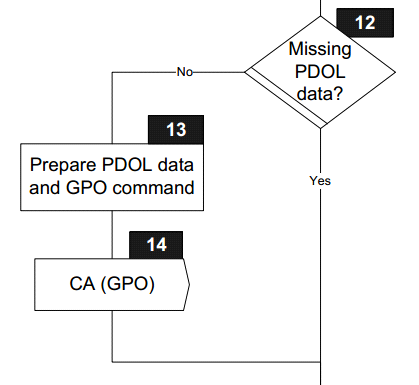 12
Missing
PDOL
data?
No
13
Prepare PDOL data
and GPO command
Yes
14
CA (GPO)